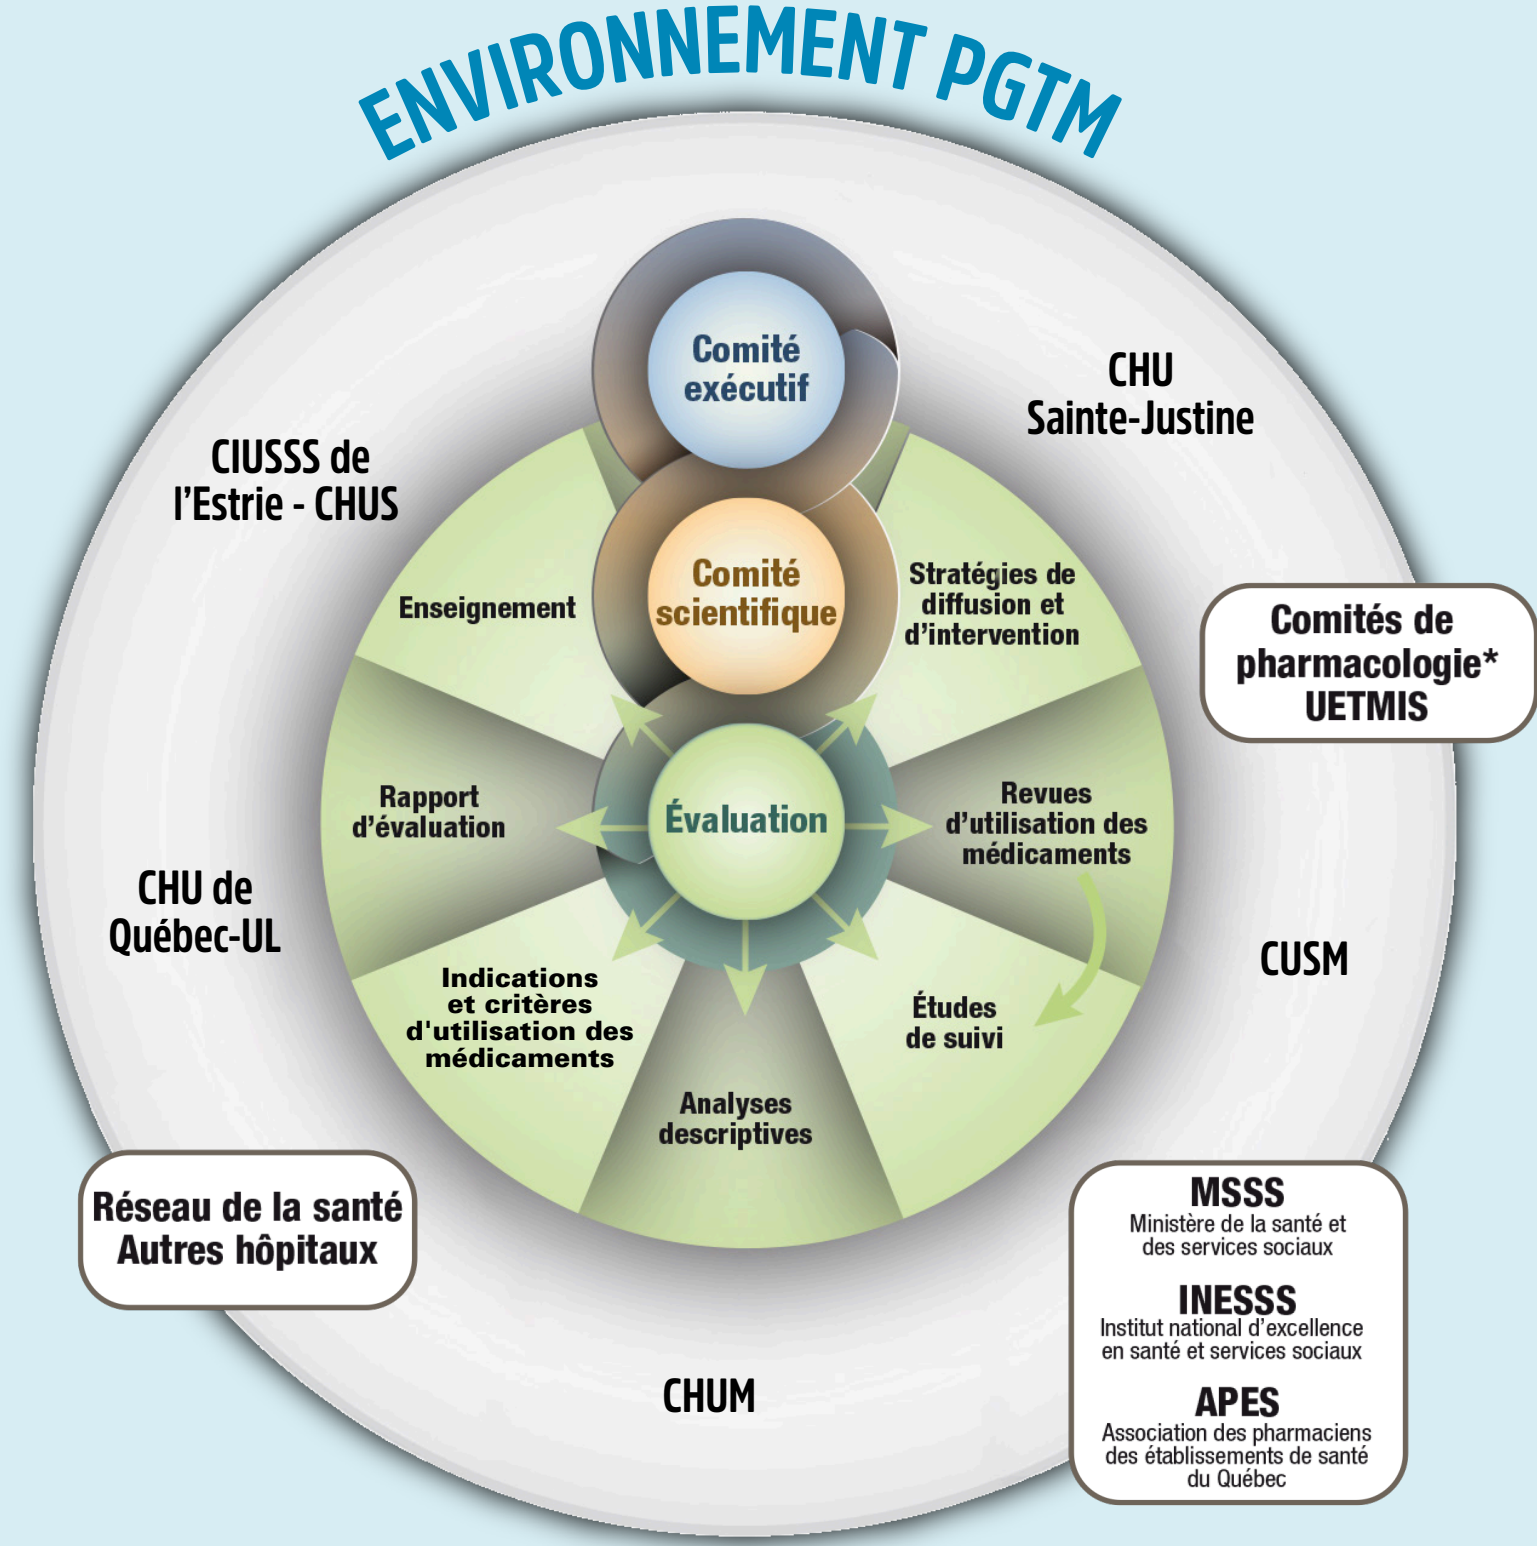 ENVIRONNEMENT PGTM
Comité
exécutif
CHU
Sainte-Justine
CIUSSS de
l'Estrie - CHUS
Comité
scientifique
Enseignement
Stratégies de
diffusion et
d'intervention
Comités de
pharmacologie*
UETMIS
Rapport
d'évaluation
Évaluation
Revues
d'utilisation des
médicaments
CHU de
Québec-UL
CUSM
Indications
et critères
d'utilisation des
médicaments
Études
de suivi
Analyses
descriptives
Réseau de la santé
Autres hôpitaux
MSSS
Ministère de la santé et
des services sociaux
INESSS
Institut national d'excellence
en santé et services sociaux
APES
Association des pharmaciens
des établissements de santé
du Québec
CHUM